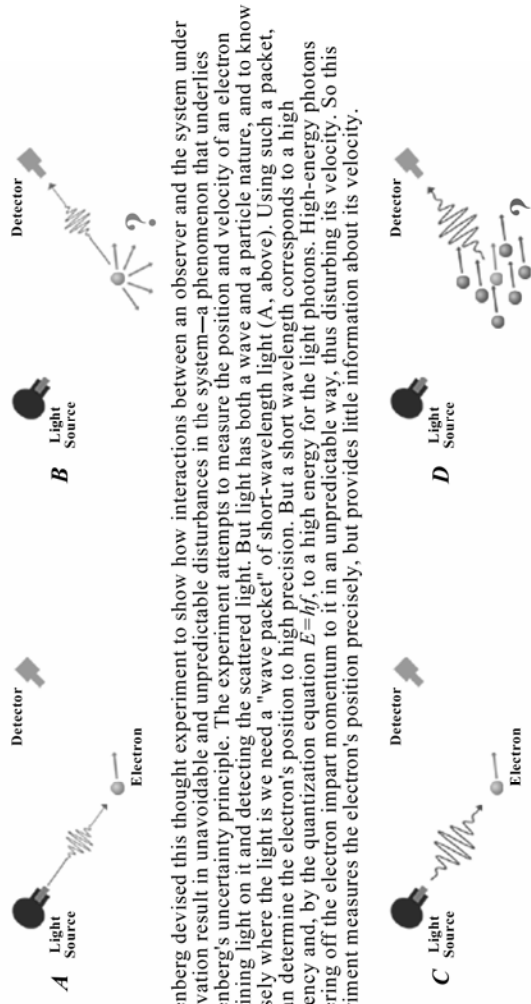 Detector
Detector
Light
Source
Electron
Light
Source
A
B
enberg devised this thought experiment to show how interactions between an observer and the system under
vation result in unavoidable and unpredictable disturbances in the system—a phenomenon that underlies
enberg's uncertainty principle. The experiment attempts to measure the position and velocity of an electron
ining light on it and detecting the scattered light. But light has both a wave and a particle nature, and to know
sely where the light is we need a "wave packet" of short-wavelength light (A, above). Using such a packet,
an determine the electron's position to high precision. But a short wavelength corresponds to a high
ency and, by the quantization equation E=hf, to a high energy for the light photons. High-energy photons
ering off the electron impart momentum to it in an unpredictable way, thus disturbing its velocity. So this
iment measures the electron's position precisely, but provides little information about its velocity.
Detector
Detector
Light
Source
Electron
Light
Source
C
D
?
?